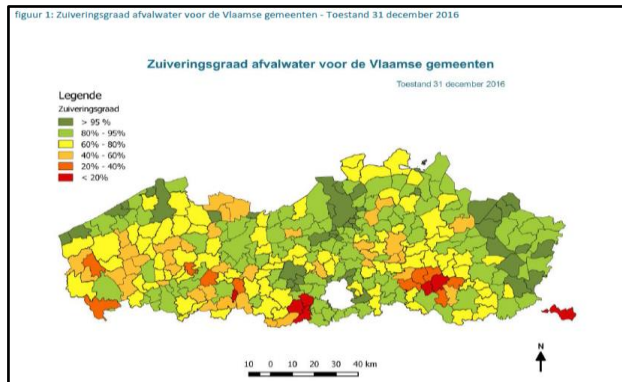 figuur 1: Zuiveringsgraad afvalwater voor de Vlaamse gemeenten - Toestand 31 december 2016
Zuiveringsgraad afvalwater voor de Vlaamse gemeenten
Toestand 31 december 2016
Legende
Zuiveringsgraad
> 95 %
80% - 95%
60% - 80%
40% - 60%
20% - 40%
< 20%
10 0 10 20 30 40 km
N